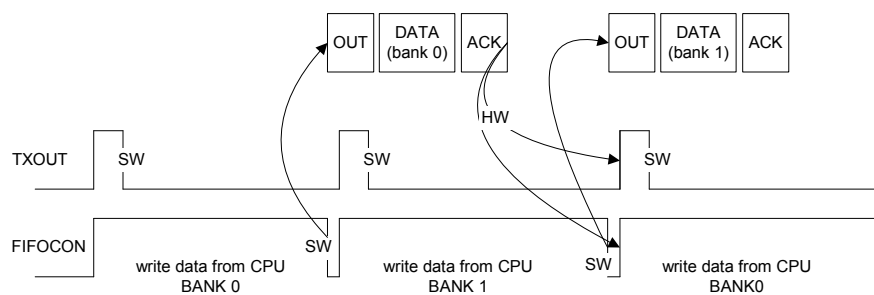 OUT
DATA
(bank 0)
ACK
OUT
DATA
(bank 1)
ACK
HW
TXOUT
SW
SW
SW
FIFOCON
SW
SW
write data from CPU
BANK 0
write data from CPU
BANK 1
write data from CPU
BANK0